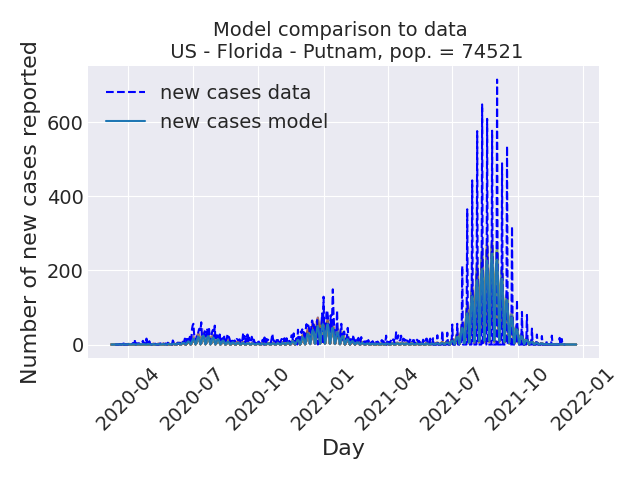 Model comparison to data
US - Florida - Putnam, pop. = 74521
new cases data
new cases model
Number of new cases reported
600
400
200
0
2020-04
2020-07
2020-10
2021-01
2021-04
2021-07
2021-10
2022-01
Day